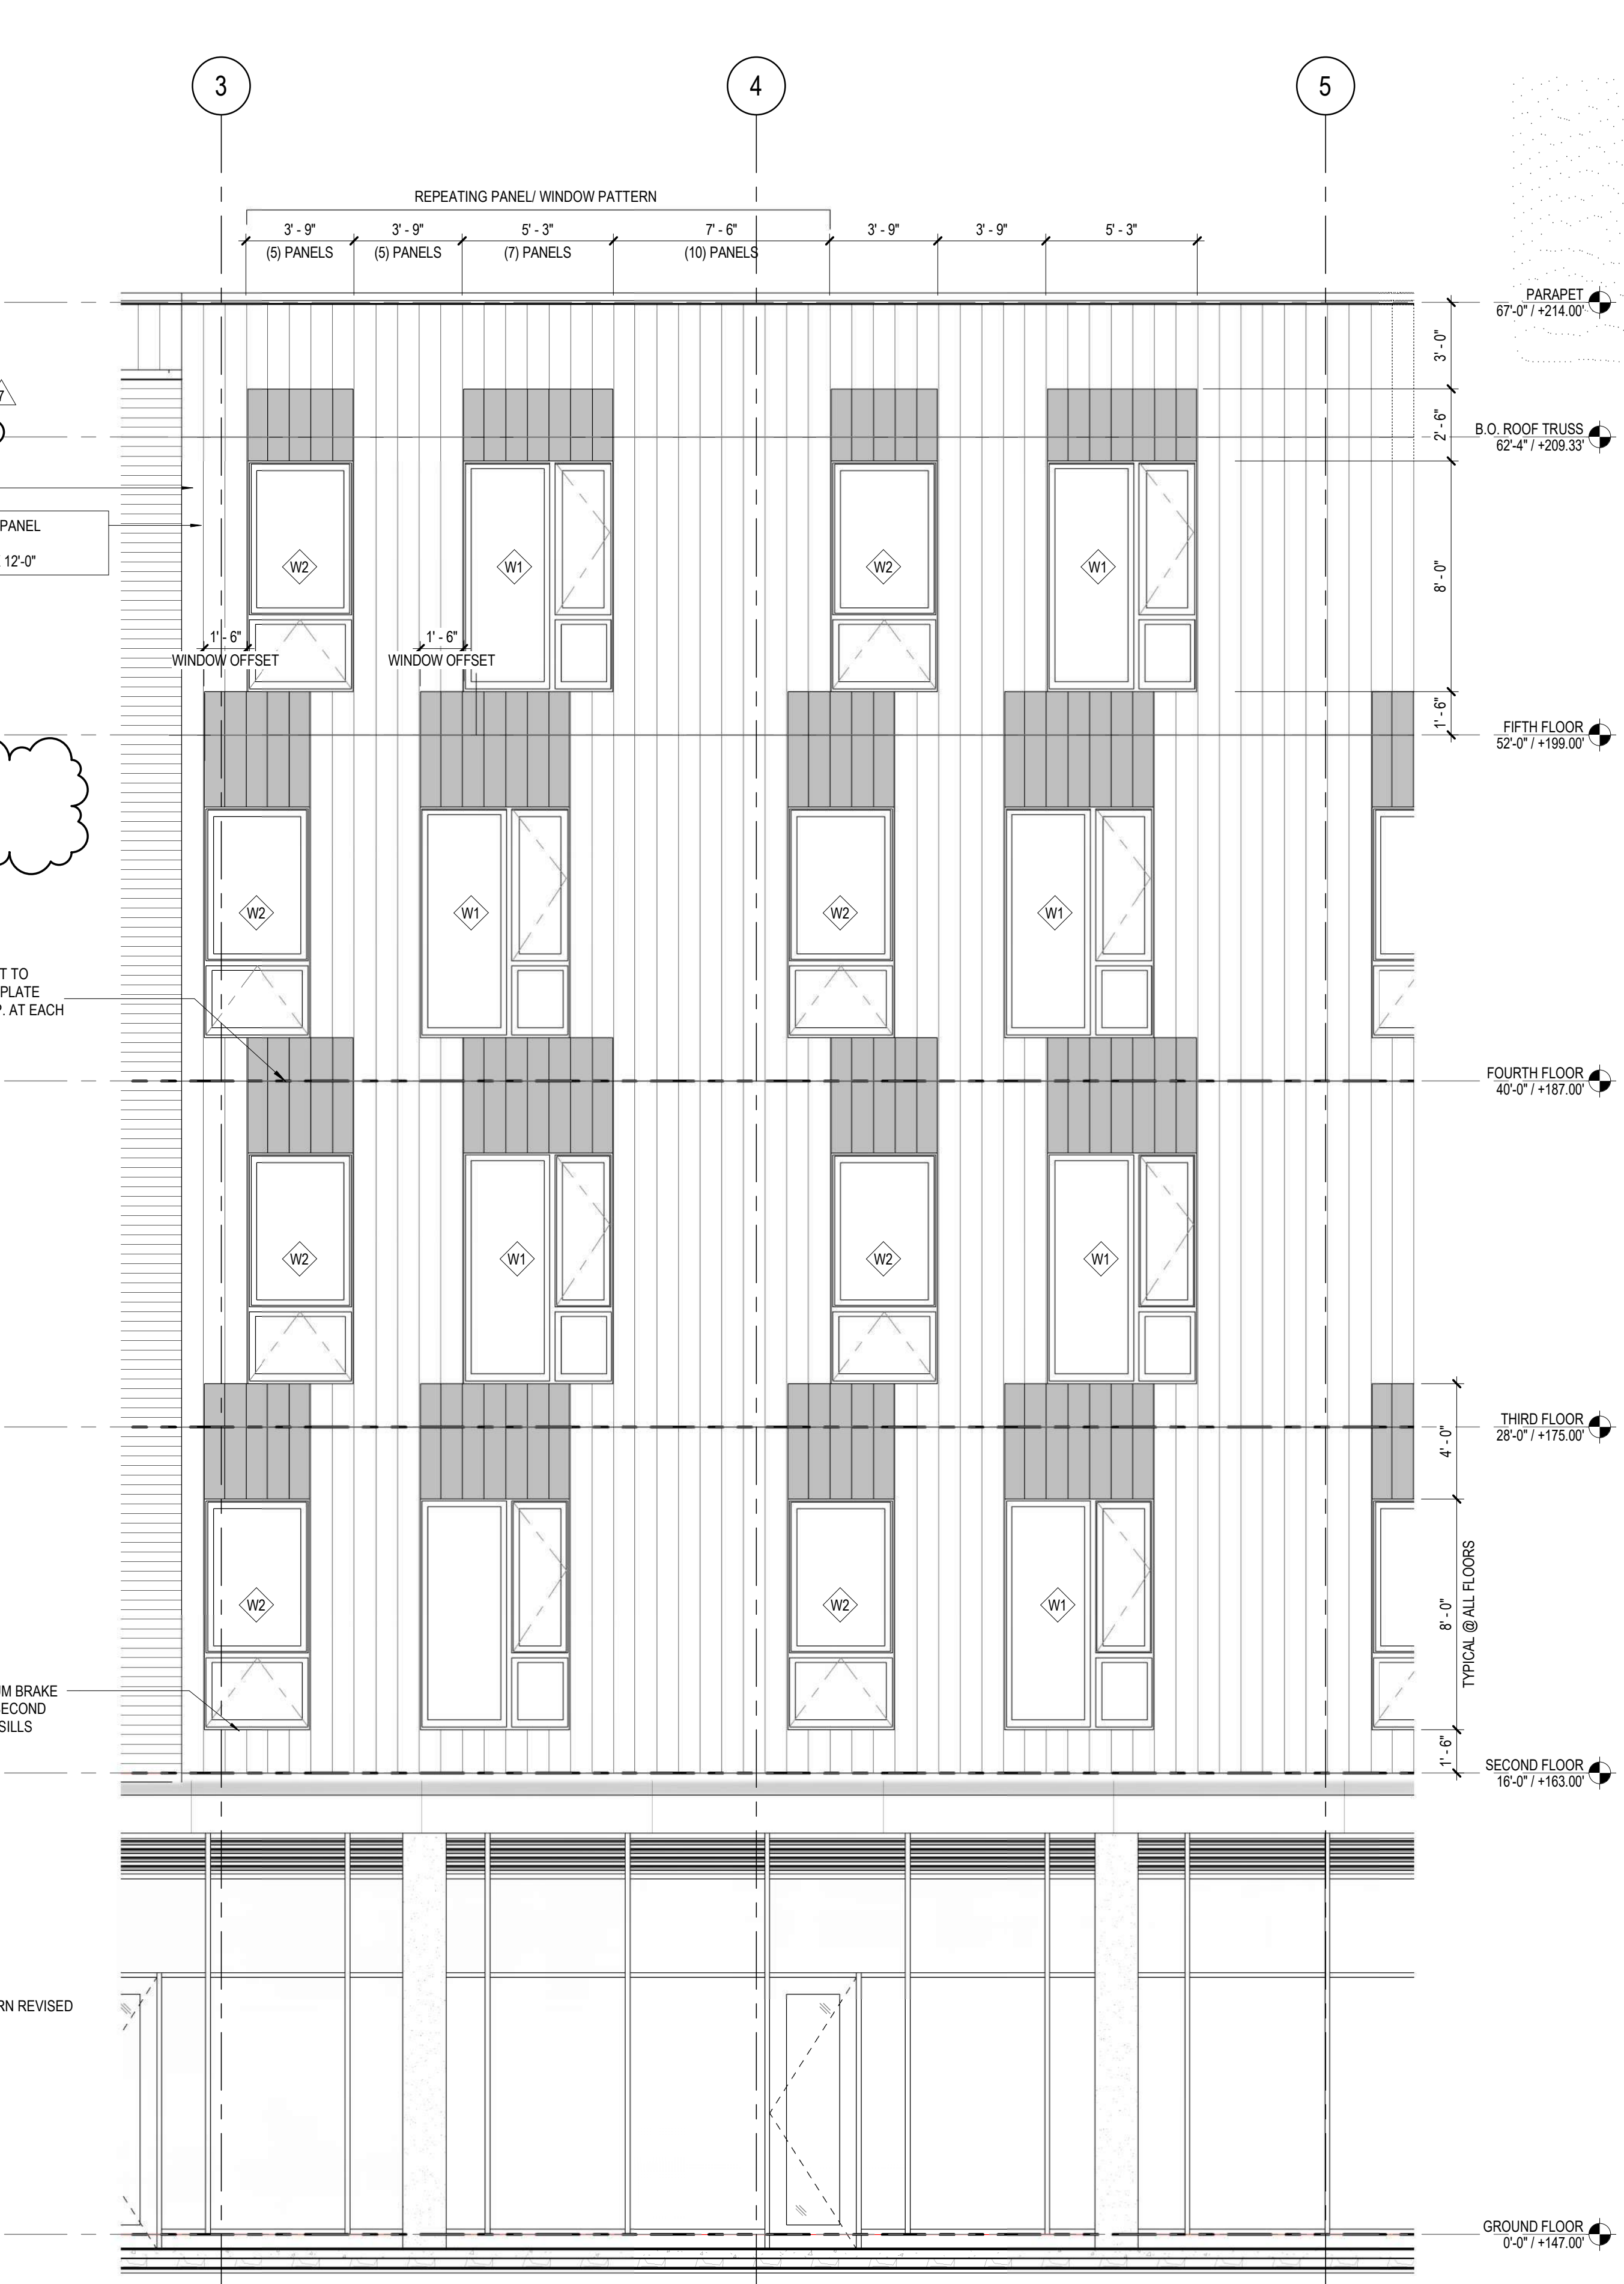 3
4
5
REPEATING PANEL/ WINDOW PATTERN
3' - 9"
3' - 9"
5' - 3"
7' - 6"
3' - 9"
3' - 9"
5' - 3"
(5) PANELS
(5) PANELS
(7) PANELS
(10) PANELS
PARAPET
67'-0" / +214.00'
3' - 0"
7
2' - 6"
B.O. ROOF TRUSS
62'-4" / +209.33'
PANEL
12'-0"
W2
W1
W2
W1
8' - 0"
1' - 6"
WINDOW OFFSET
1' - 6"
WINDOW OFFSET
1' - 6"
FIFTH FLOOR
52'-0" / +199.00'
W2
W1
W2
W1
T TO
PLATE
P. AT EACH
FOURTH FLOOR
40'-0" / +187.00'
W2
W1
W2
W1
THIRD FLOOR
28'-0" / +175.00'
4' - 0"
W2
W2
W1
8' - 0"
TYPICAL @ ALL FLOORS
UM BRAKE
SECOND
SILLS
1' - 6"
SECOND FLOOR
16'-0" / +163.00'
RN REVISED
GROUND FLOOR
0'-0" / +147.00'